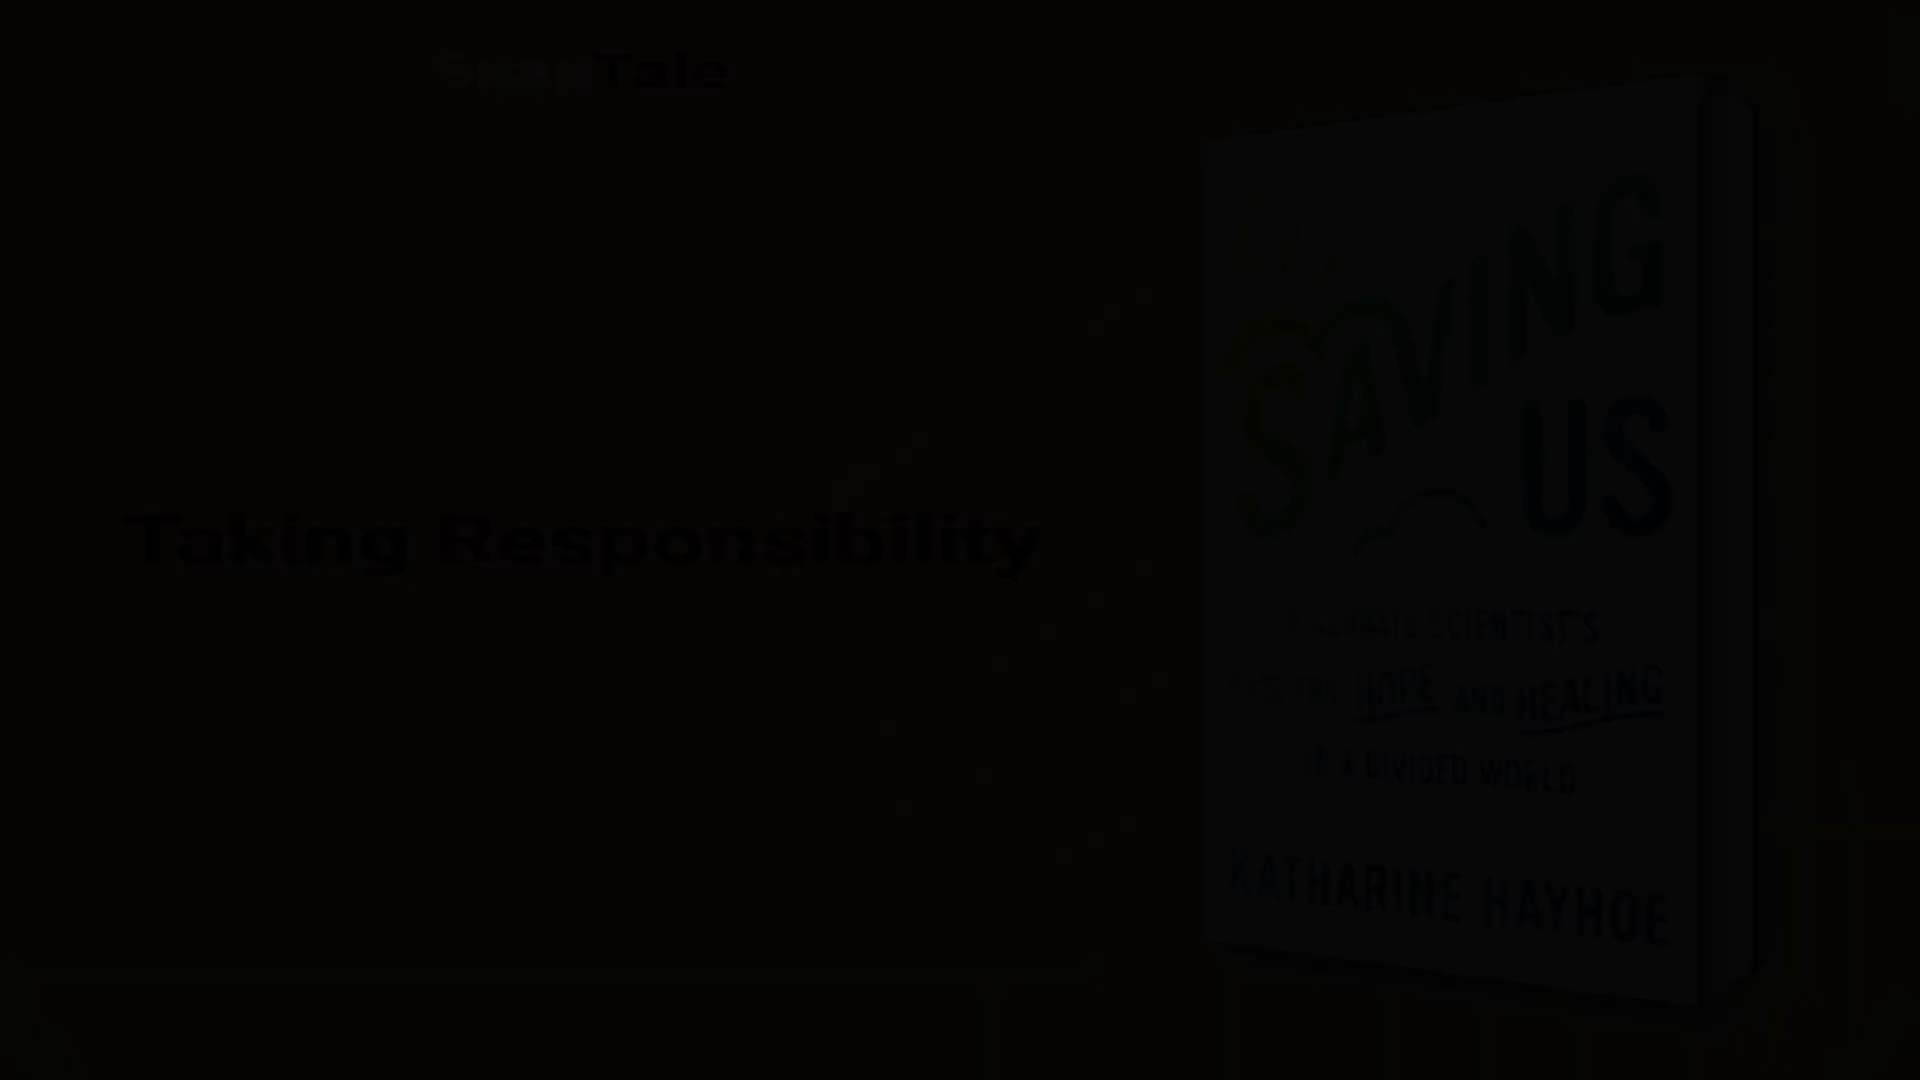 SnapTale
Taking Responsibility
SAVING
US
A CLIMATE SCIENTIST'S
CASE FOR HOPE AND HEALING
IN A DIVIDED WORLD
KATHARINE HAYHOE